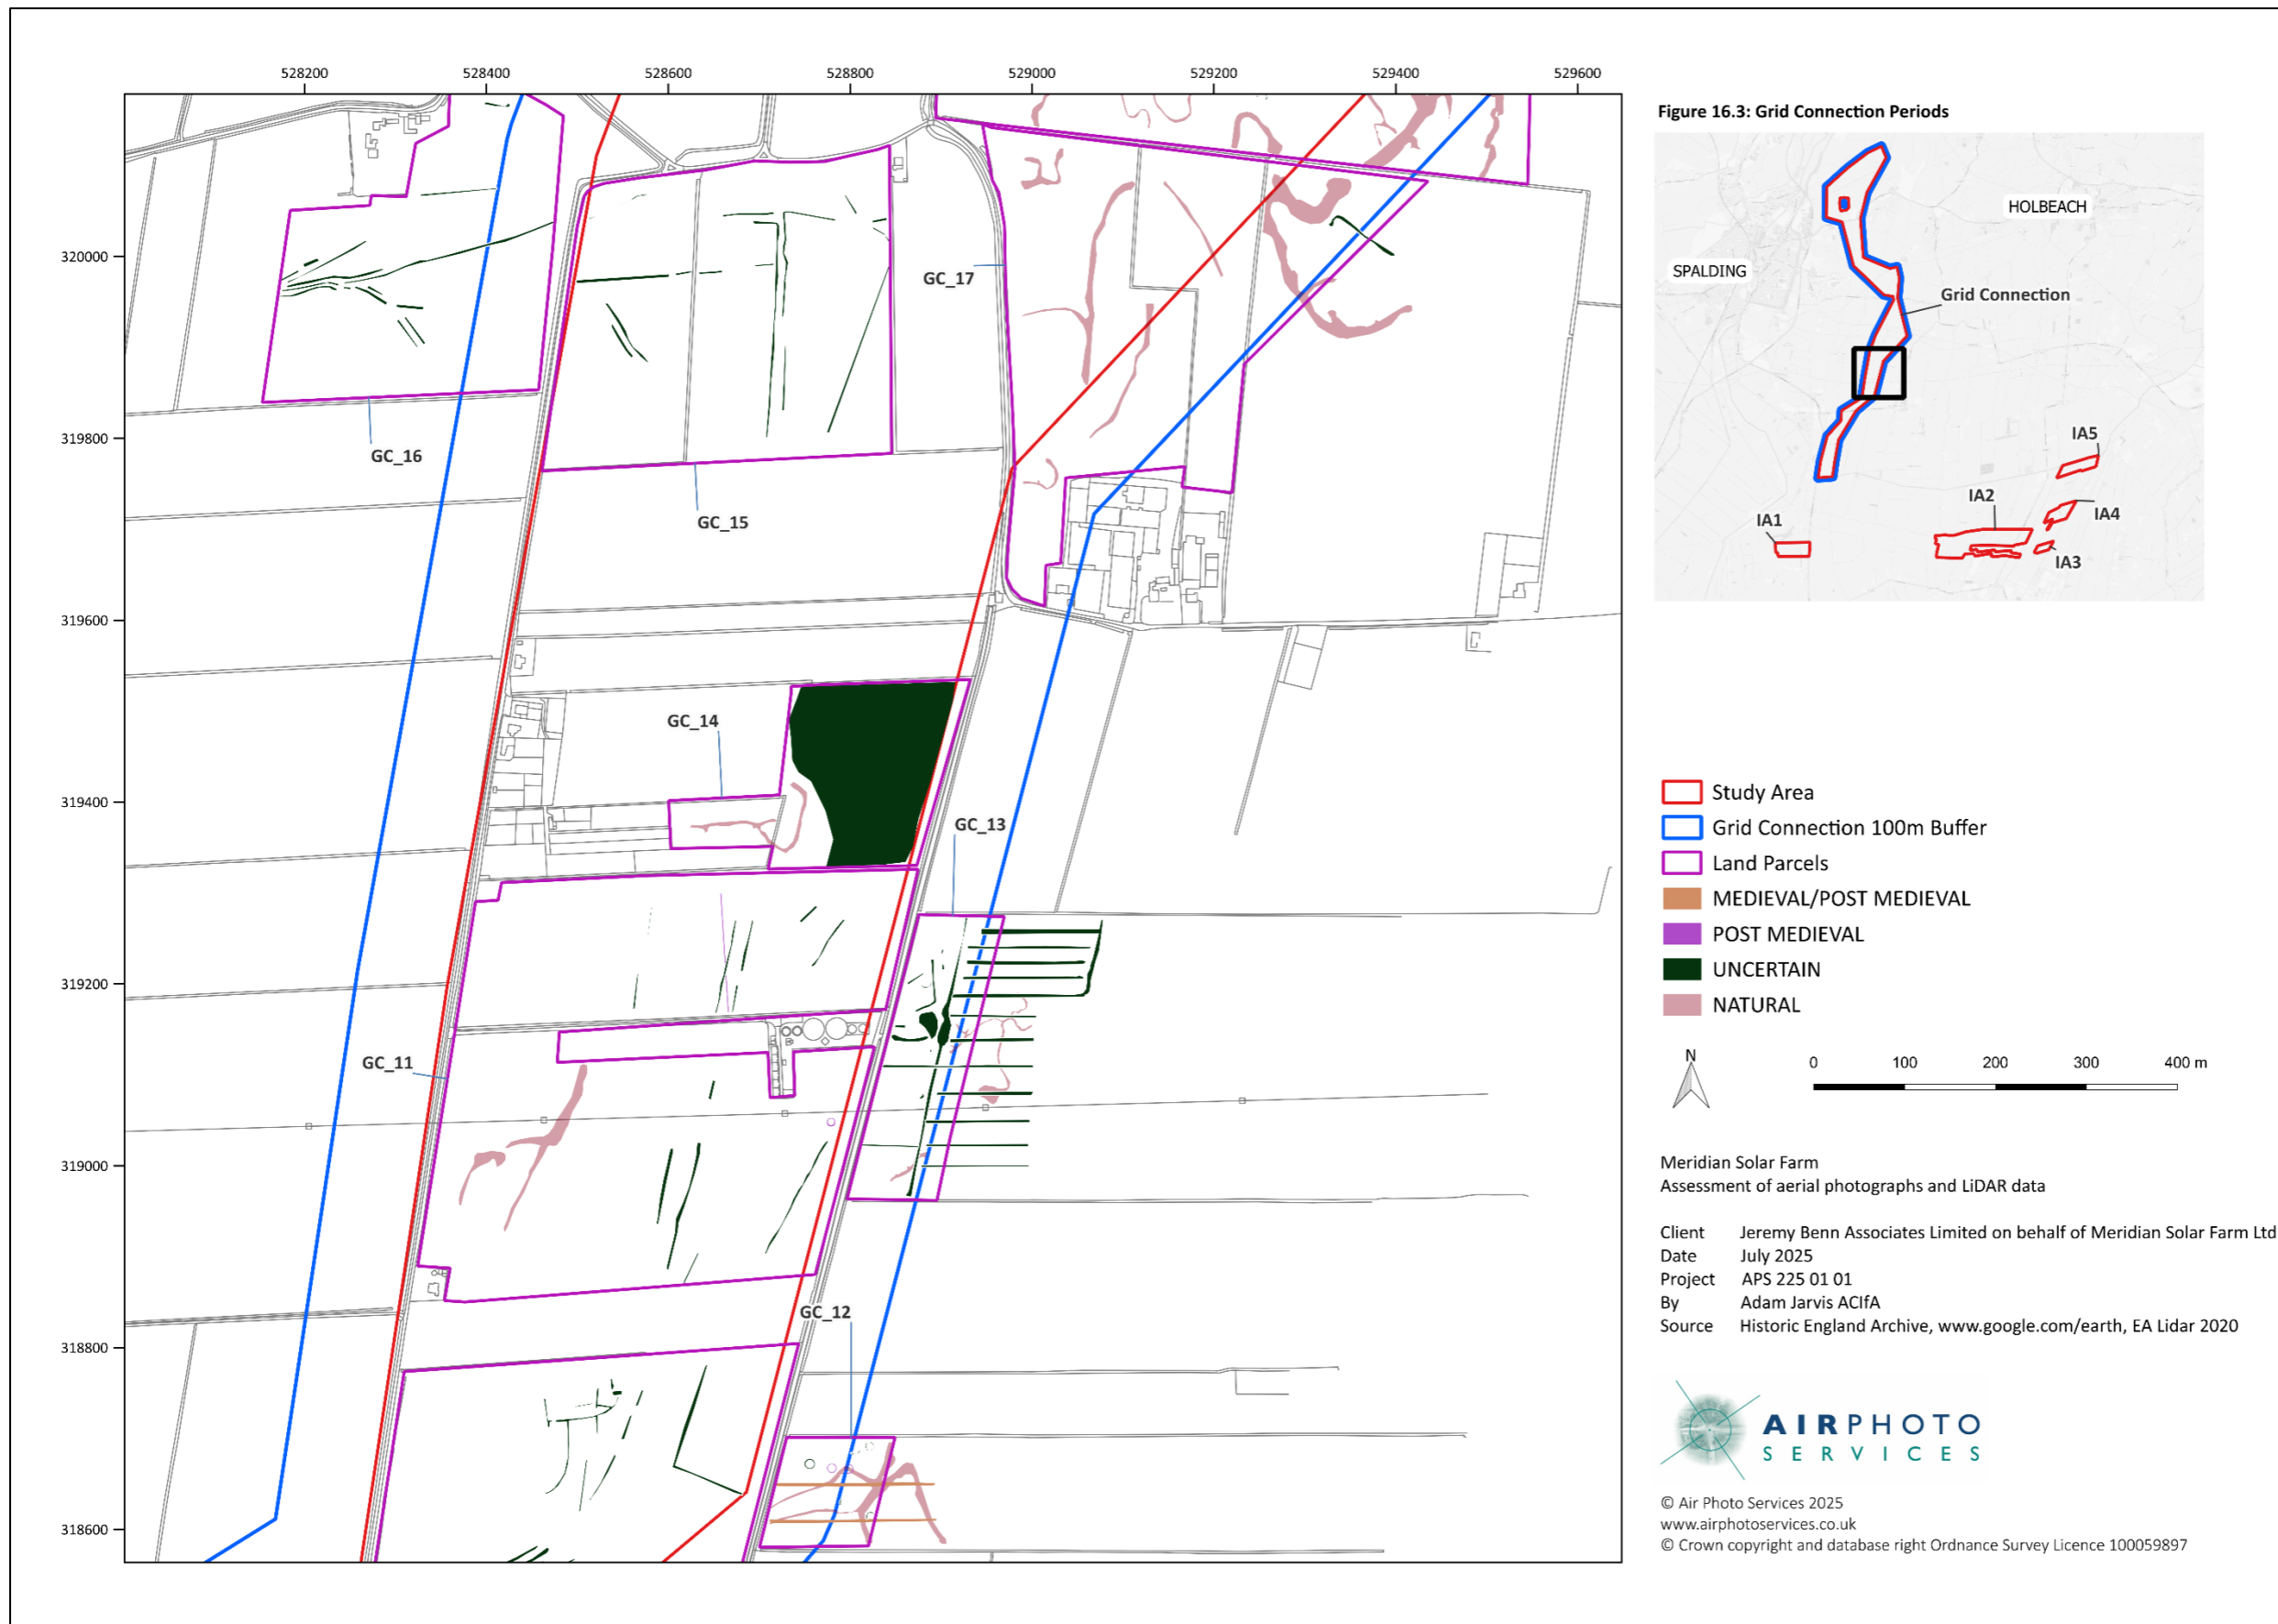 528200 528400 528600 528800 529000 529200 529400 529600
320000
319800
319600
319400
319200
319000
318800
318600
GC_17
GC_16
GC_15
GC_14
GC_13
GC_11
GC_12
Figure 16.3: Grid Connection Periods
HOLBEACH
SPALDING
Grid Connection
IA5
IA2
IA4
IA1
IA3
Study Area
Grid Connection 100m Buffer
Land Parcels
MEDIEVAL/POST MEDIEVAL
POST MEDIEVAL
UNCERTAIN
NATURAL
N
0 100 200 300 400 m
Meridian Solar Farm
Assessment of aerial photographs and LiDAR data
Client Jeremy Benn Associates Limited on behalf of Meridian Solar Farm Ltd
Date July 2025
Project APS 225 01 01
By Adam Jarvis ACIfA
Source Historic England Archive, www.google.com/earth, EA Lidar 2020
AIRPHOTO
SERVICES
© Air Photo Services 2025
www.airphotoservices.co.uk
© Crown copyright and database right Ordnance Survey Licence 100059897